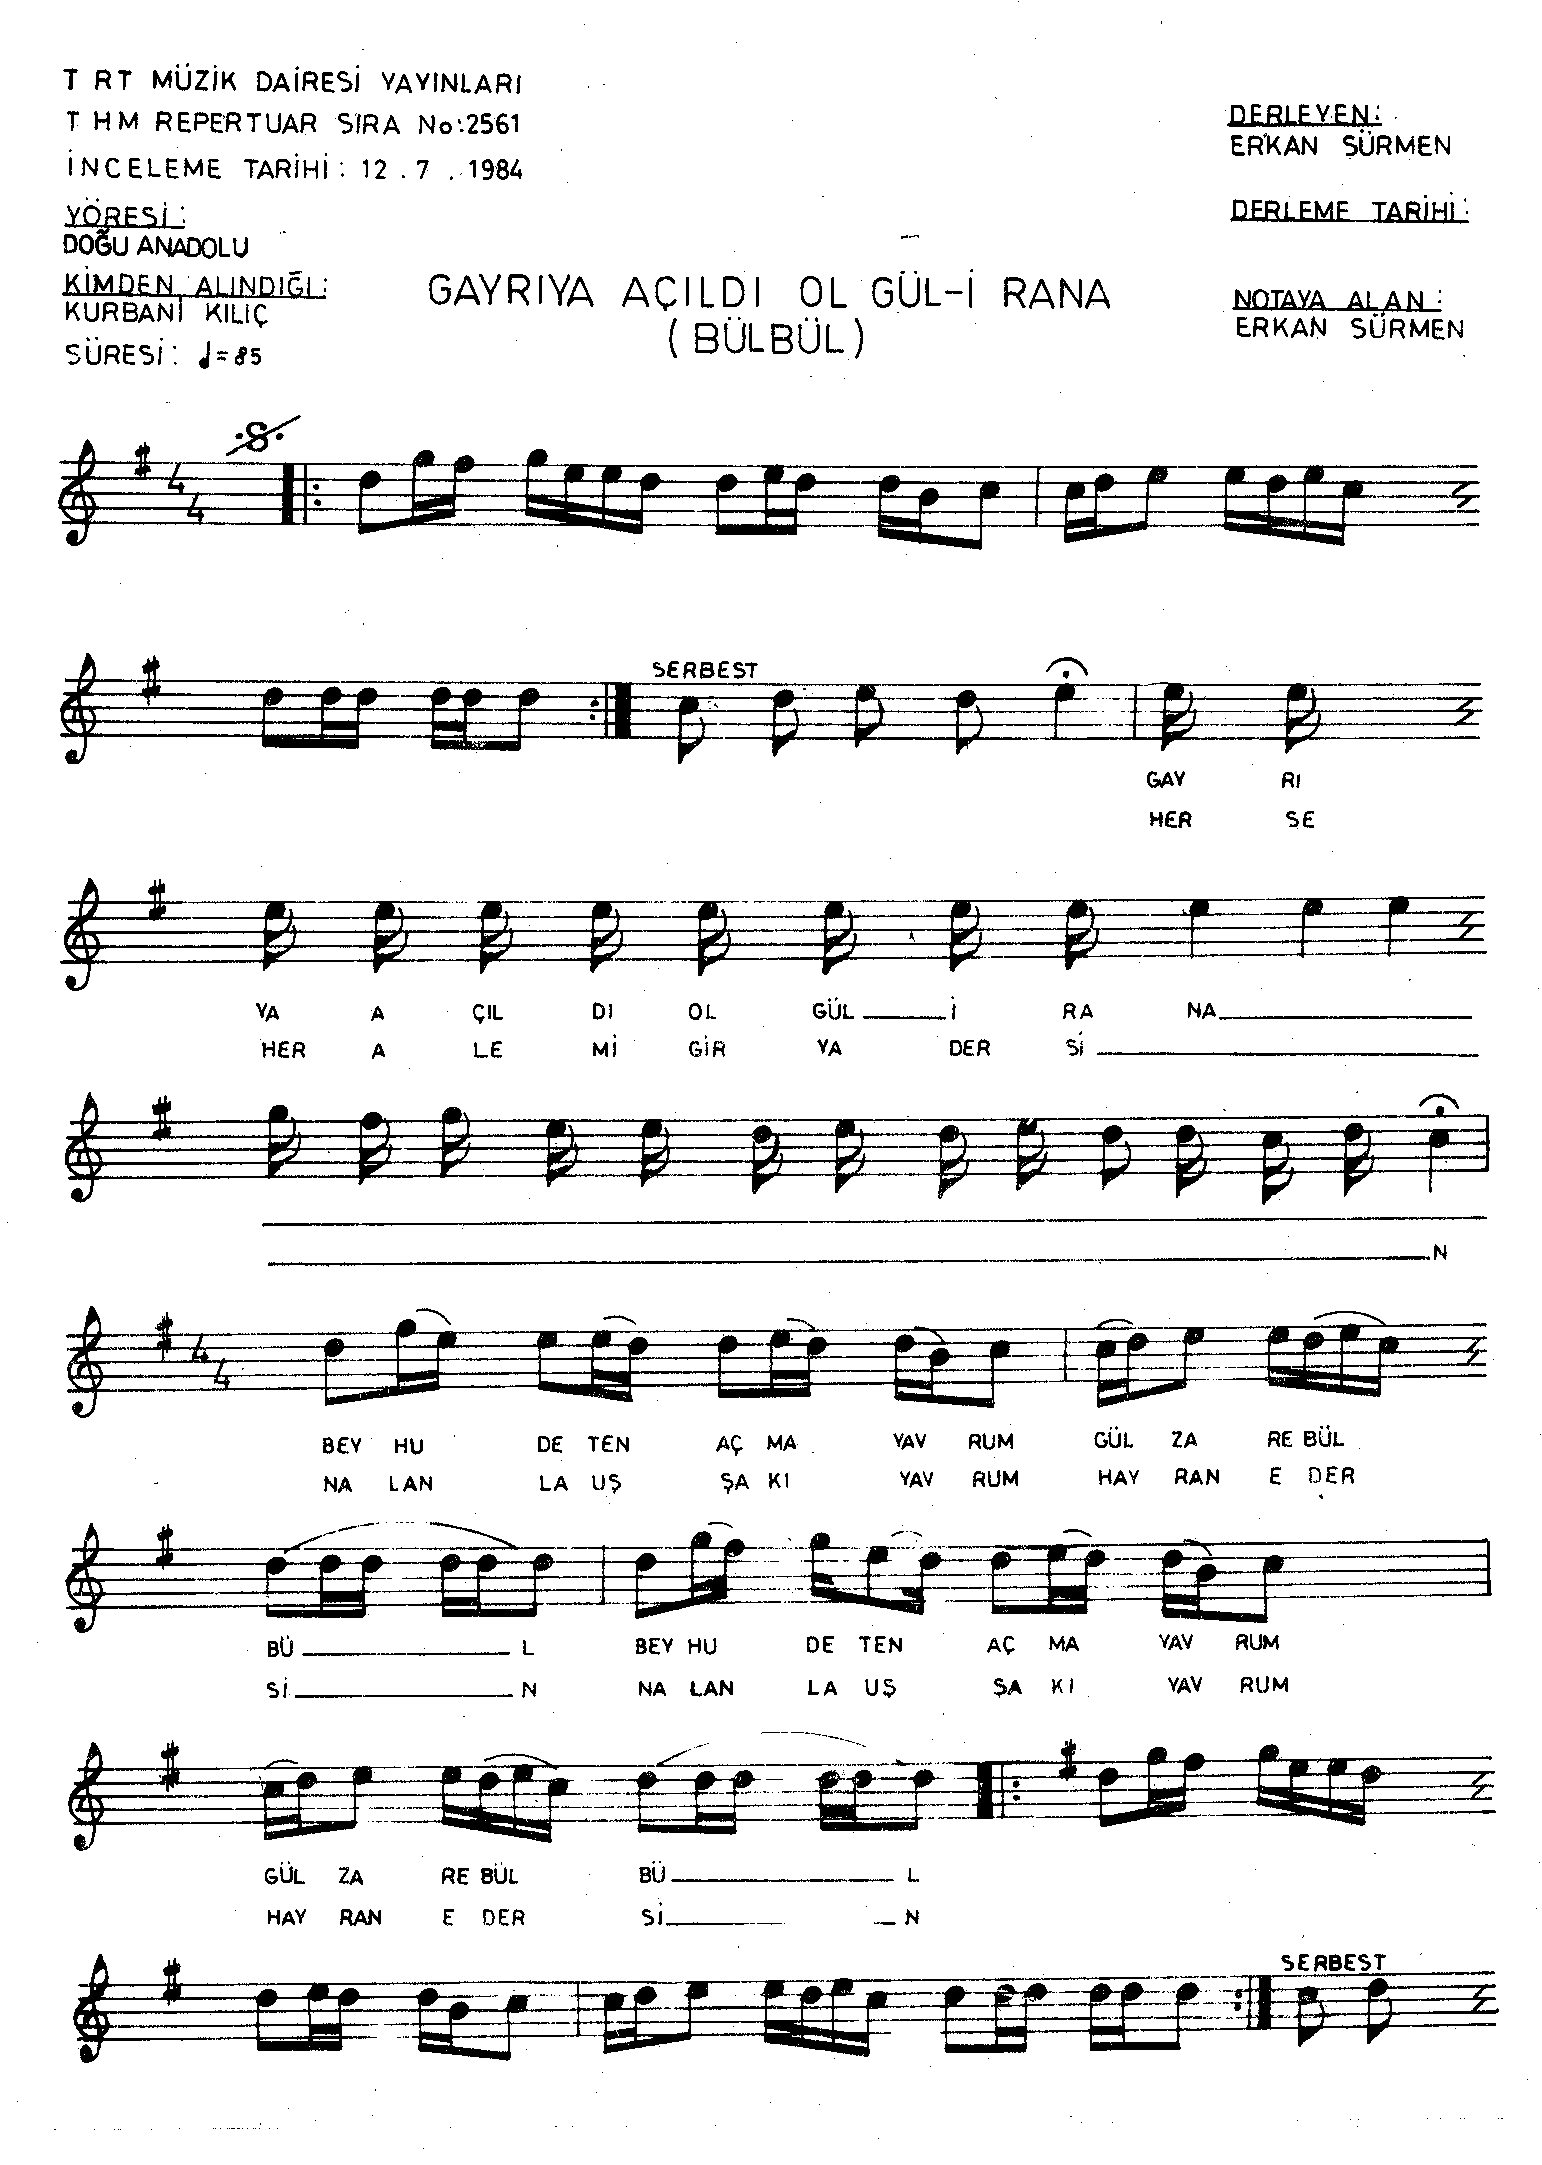 TRT MÜZİK DAİRESİ YAYINLARI
THM REPERTUAR SIRA No:2561
İNCELEME TARİHİ: 12.7.1984
DERLEYEN:
ERKAN SÜRMEN
YÖRESİ:
DOĞU ANADOLU
DERLEME TARİHİ:
KİMDEN ALINDIĞI:
KURBANİ KILIÇ
SÜRESİ: ♩=85
GAYRIYA AÇILDI OL GÜL-İ RANA
(BÜLBÜL)
NOTAYA ALAN:
ERKAN SÜRMEN
4 4
SERBEST
GAY RI
HER SE
YA A ÇIL DI OL GÜL İ RA NA
HER A LE Mİ GİR YA DER Sİ
N
4 4
BEY HU DE TEN AÇ MA YAV RUM GÜL ZA RE BÜL
NA LAN LA UŞ ŞA KI YAV RUM HAY RAN E DER
BÜ L BEY HU DE TEN AÇ MA YAV RUM
Sİ N NA LAN LA UŞ ŞA KI YAV RUM
GÜL ZA RE BÜL BÜ L
HAY RAN E DER Sİ N
SERBEST